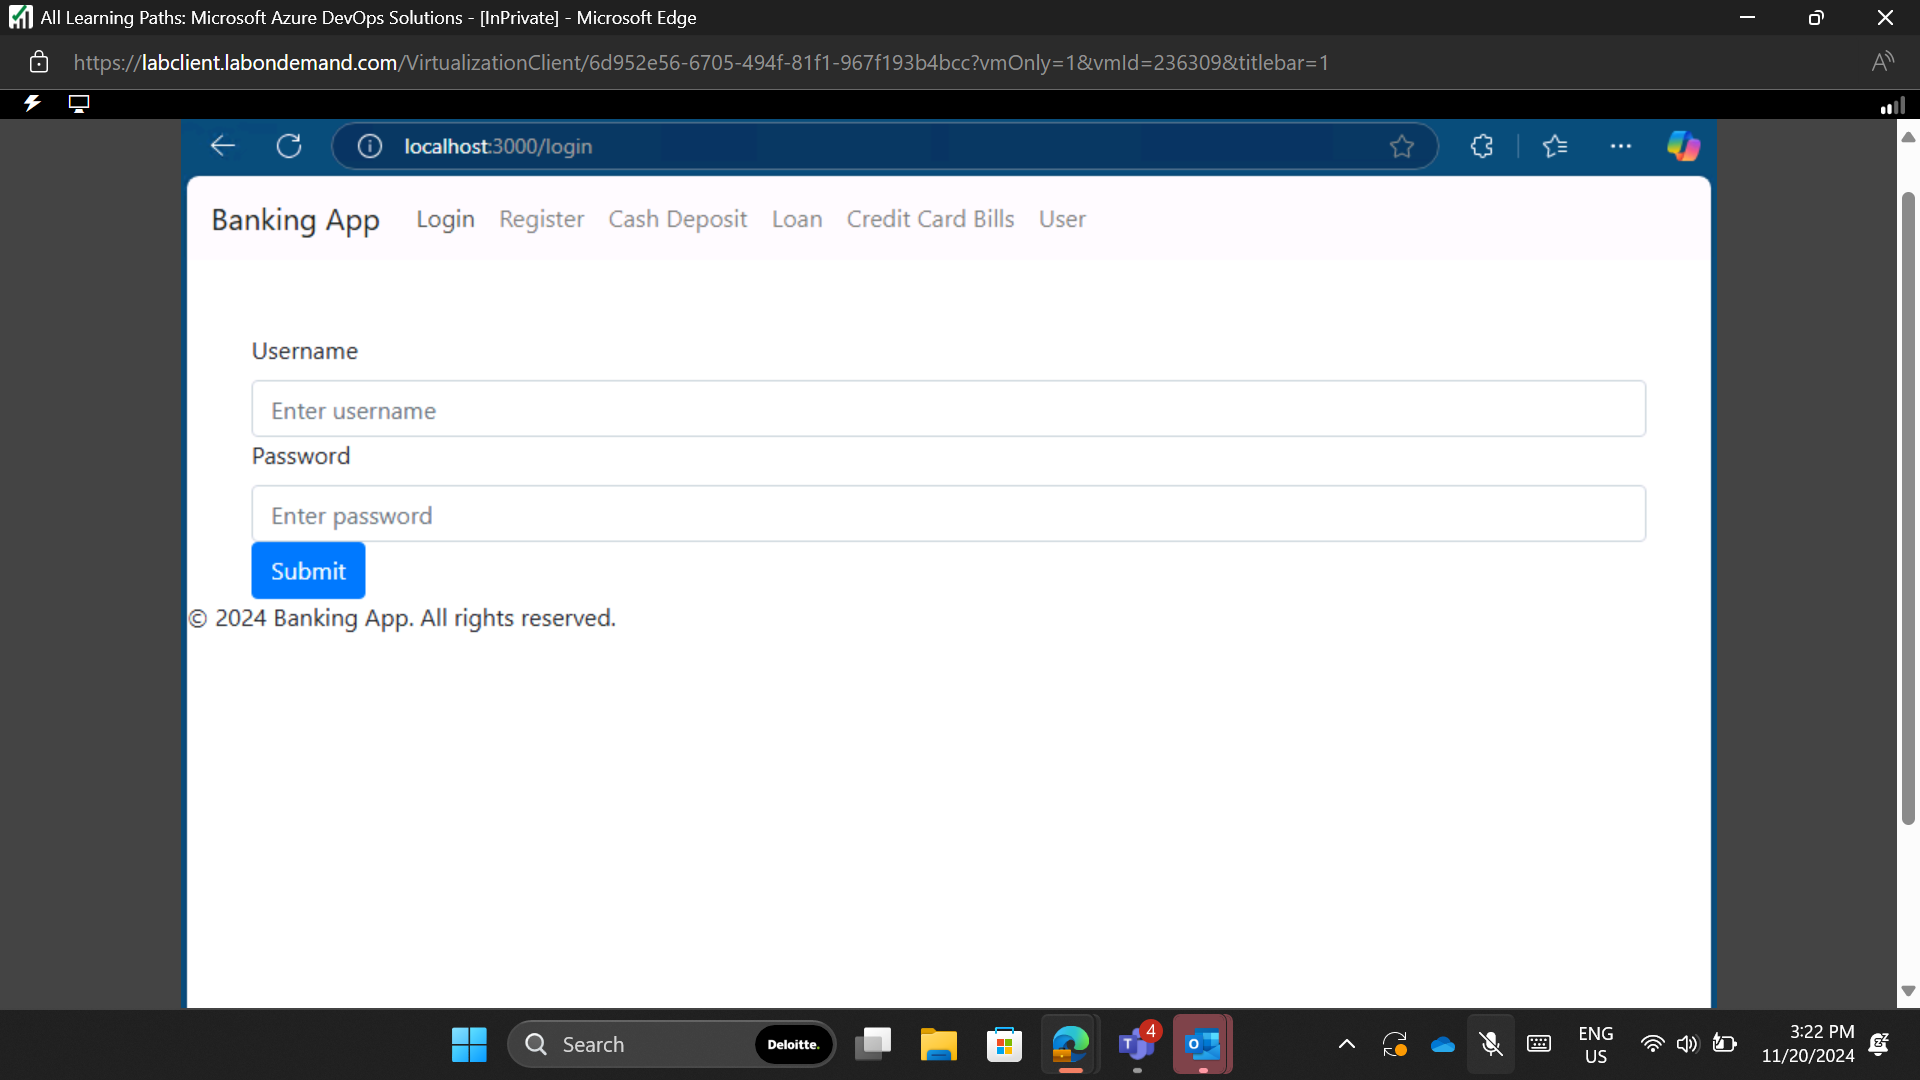 All Learning Paths: Microsoft Azure DevOps Solutions - [InPrivate] - Microsoft Edge
https://labclient.labondemand.com/VirtualizationClient/6d952e56-6705-494f-81f1-967f193b4bcc?vmOnly=1&vmId=236309&titlebar=1
localhost:3000/login
Banking App Login Register Cash Deposit Loan Credit Card Bills User
Username
Enter username
Password
Enter password
Submit
© 2024 Banking App. All rights reserved.
Search Deloitte. 4 ENG US 3:22 PM 11/20/2024